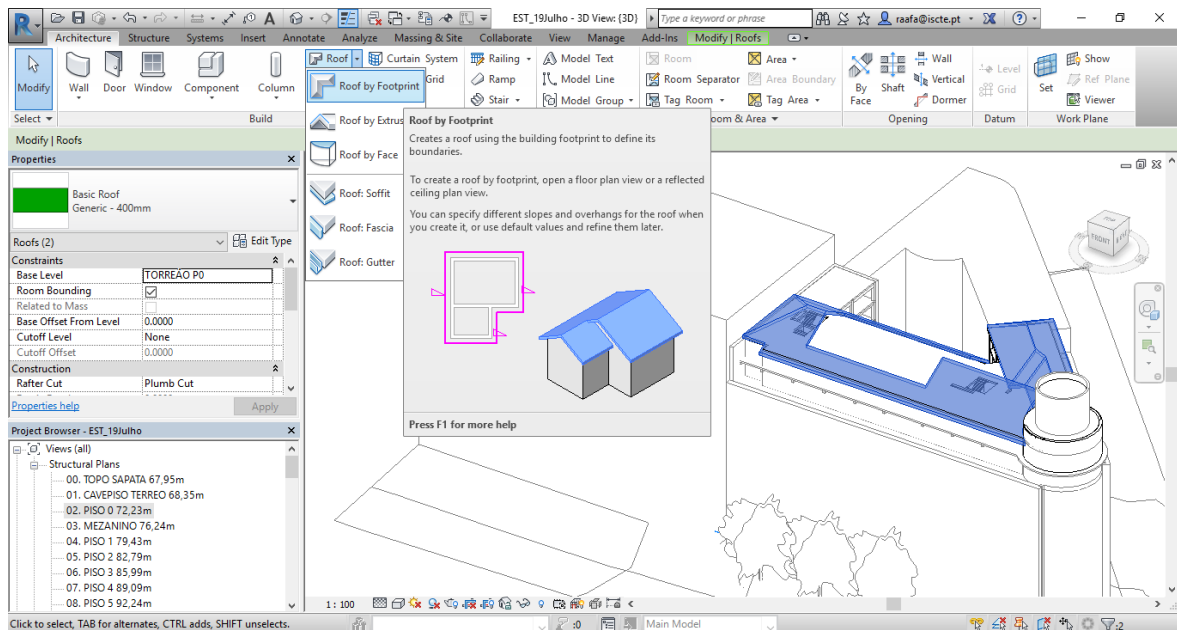 EST_19Julho - 3D View: {3D}
Type a keyword or phrase
raafa@iscte.pt
Architecture Structure Systems Insert Annotate Analyze Massing & Site Collaborate View Manage Add-Ins Modify | Roofs
Modify
Wall
Door
Window
Component
Column
Roof
Curtain System
Grid
Railing
Ramp
Stair
Model Text
Model Line
Model Group
Room
Room Separator
Tag Room
Area
Area Boundary
Tag Area
By Face
Shaft
Wall
Vertical
Dormer
Level
Grid
Set
Show
Ref Plane
Viewer
Select
Build
oom & Area
Opening
Datum
Work Plane
Roof by Footprint
Roof by Extrus
Roof by Face
Roof: Soffit
Roof: Fascia
Roof: Gutter
Roof by Footprint
Creates a roof using the building footprint to define its
boundaries.
To create a roof by footprint, open a floor plan view or a reflected
ceiling plan view.
You can specify different slopes and overhangs for the roof when
you create it, or use default values and refine them later.
Press F1 for more help
Modify | Roofs
Properties
Basic Roof
Generic - 400mm
Roofs (2)
Edit Type
Constraints
Base Level TORREÃO P0
Room Bounding
Related to Mass
Base Offset From Level 0.0000
Cutoff Level None
Cutoff Offset 0.0000
Construction
Rafter Cut Plumb Cut
Properties help
Apply
Project Browser - EST_19Julho
Views (all)
Structural Plans
00. TOPO SAPATA 67,95m
01. CAVEPISO TERREO 68,35m
02. PISO 0 72,23m
03. MEZANINO 76,24m
04. PISO 1 79,43m
05. PISO 2 82,79m
06. PISO 3 85,99m
07. PISO 4 89,09m
08. PISO 5 92,24m
TOP
FRONT
1 : 100
Click to select, TAB for alternates, CTRL adds, SHIFT unselects.
:0
Main Model
:2